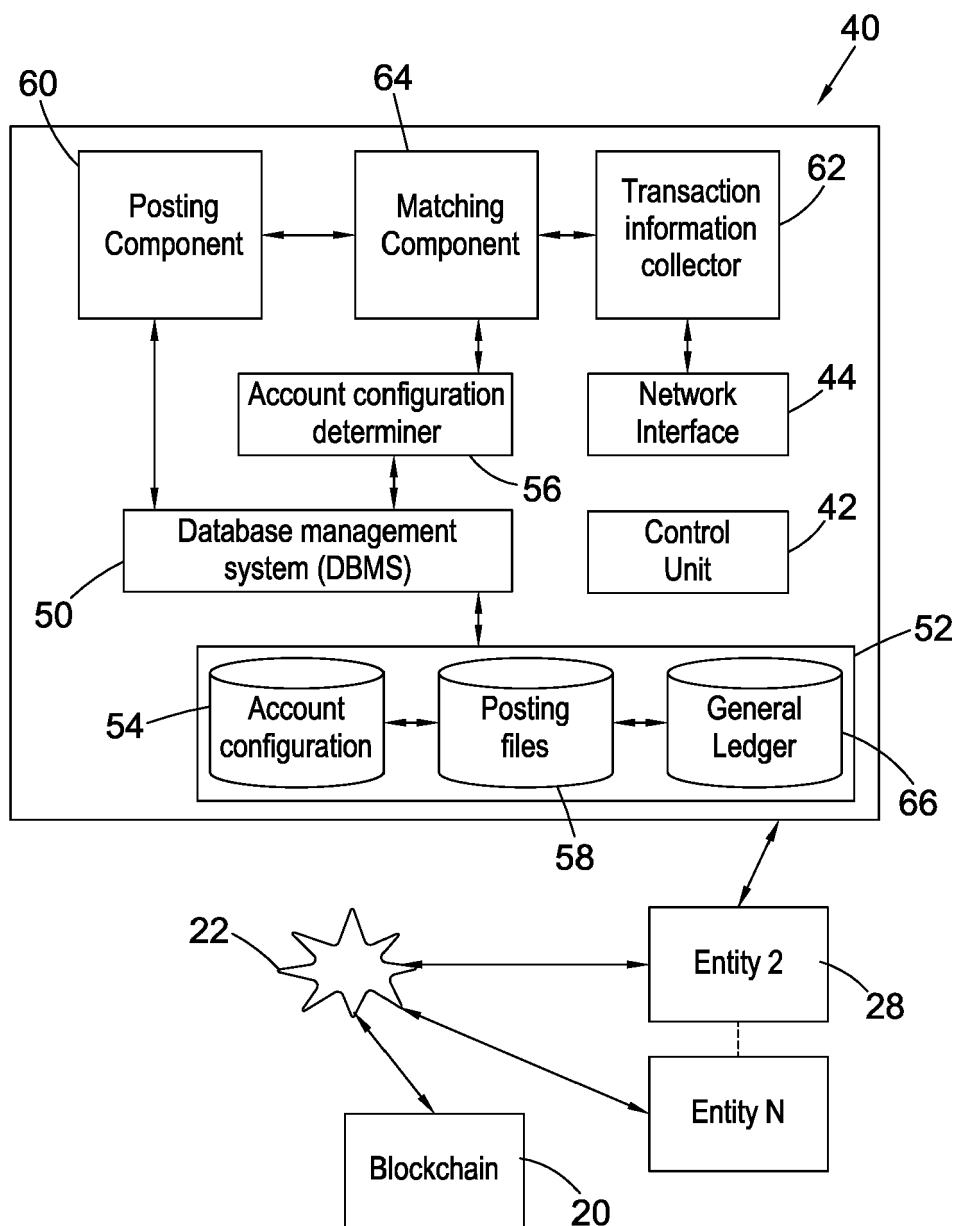 40
60
64
62
Posting
Component
Matching
Component
Transaction
information
collector
Account configuration
determiner
56
Network
Interface
44
Database management
system (DBMS)
50
Control
Unit
42
52
54
Account
configuration
Posting
files
General
Ledger
58
66
22
Entity 2
28
Entity N
Blockchain
20